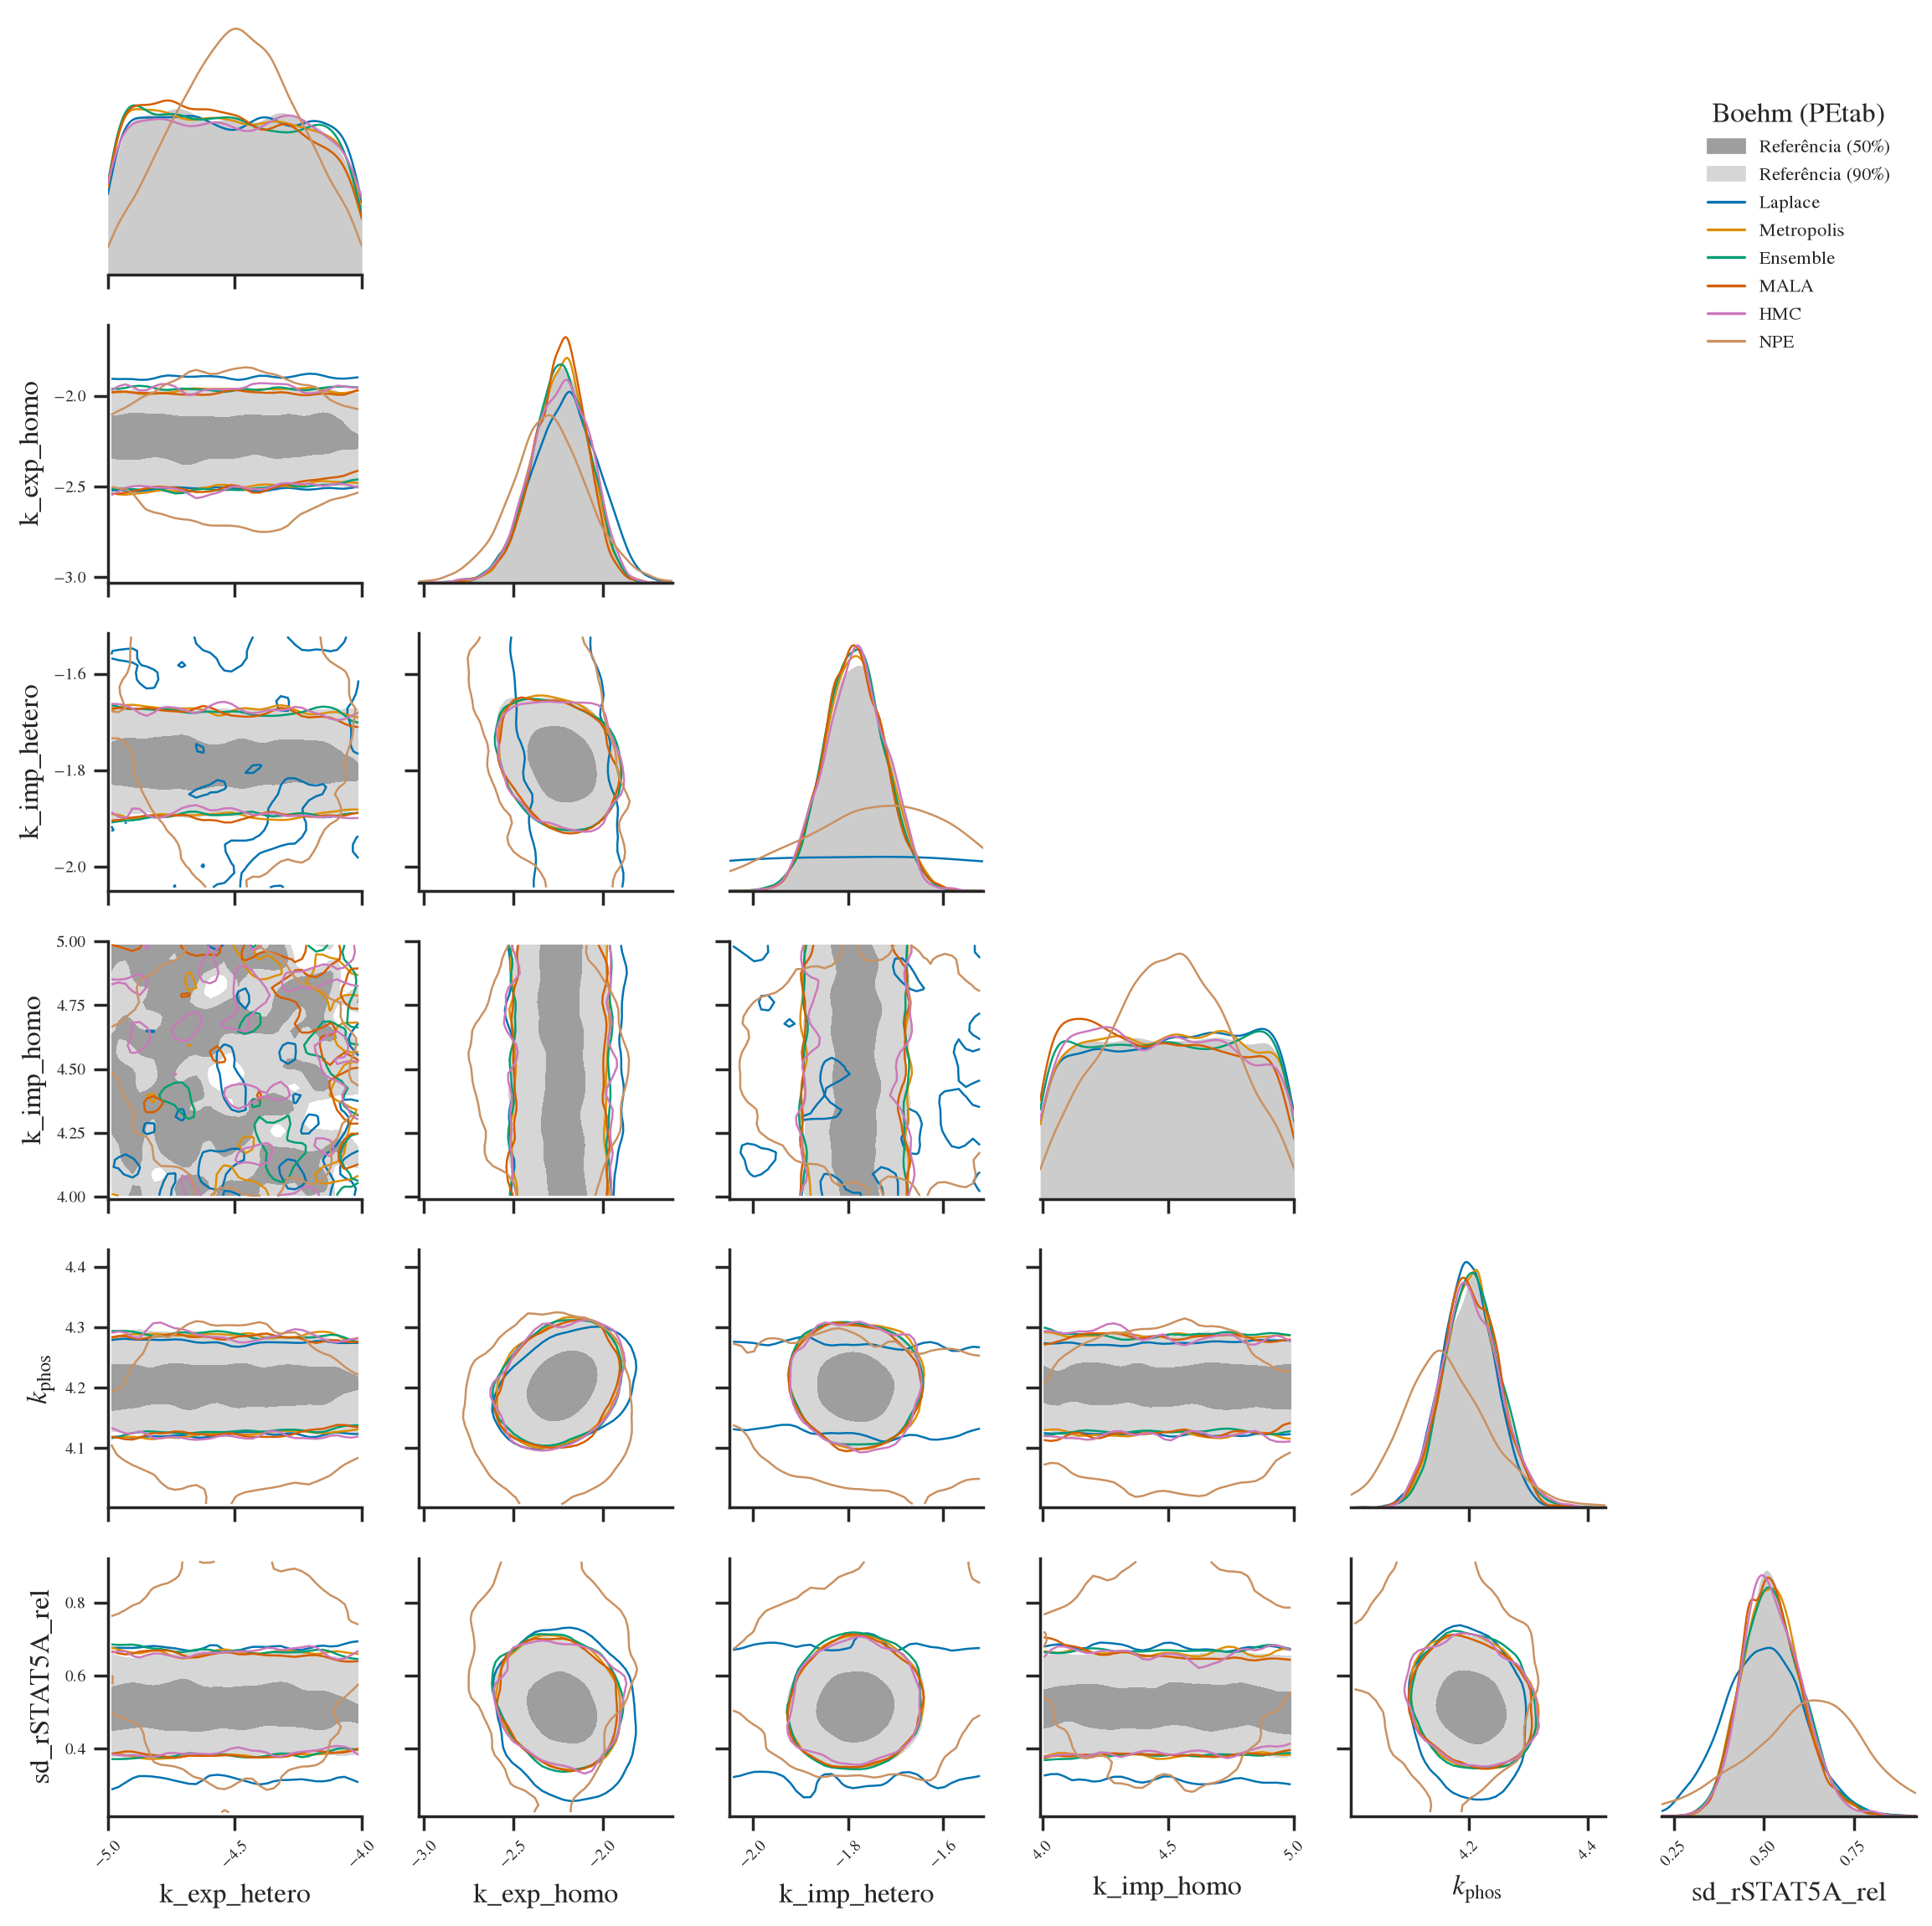 Boehm (PEtab)
Referência (50%)
Referência (90%)
Laplace
Metropolis
Ensemble
MALA
HMC
NPE
k_exp_homo
−2.0
−2.5
−3.0
k_imp_hetero
−1.6
−1.8
−2.0
k_imp_homo
5.00
4.75
4.50
4.25
4.00
kphos
4.4
4.3
4.2
4.1
sd_rSTAT5A_rel
0.8
0.6
0.4
−5.0 −4.5 −4.0
−3.0 −2.5 −2.0
−2.0 −1.8 −1.6
4.0 4.5 5.0
4.2 4.4
0.25 0.50 0.75
k_exp_hetero
k_exp_homo
k_imp_hetero
k_imp_homo
kphos
sd_rSTAT5A_rel